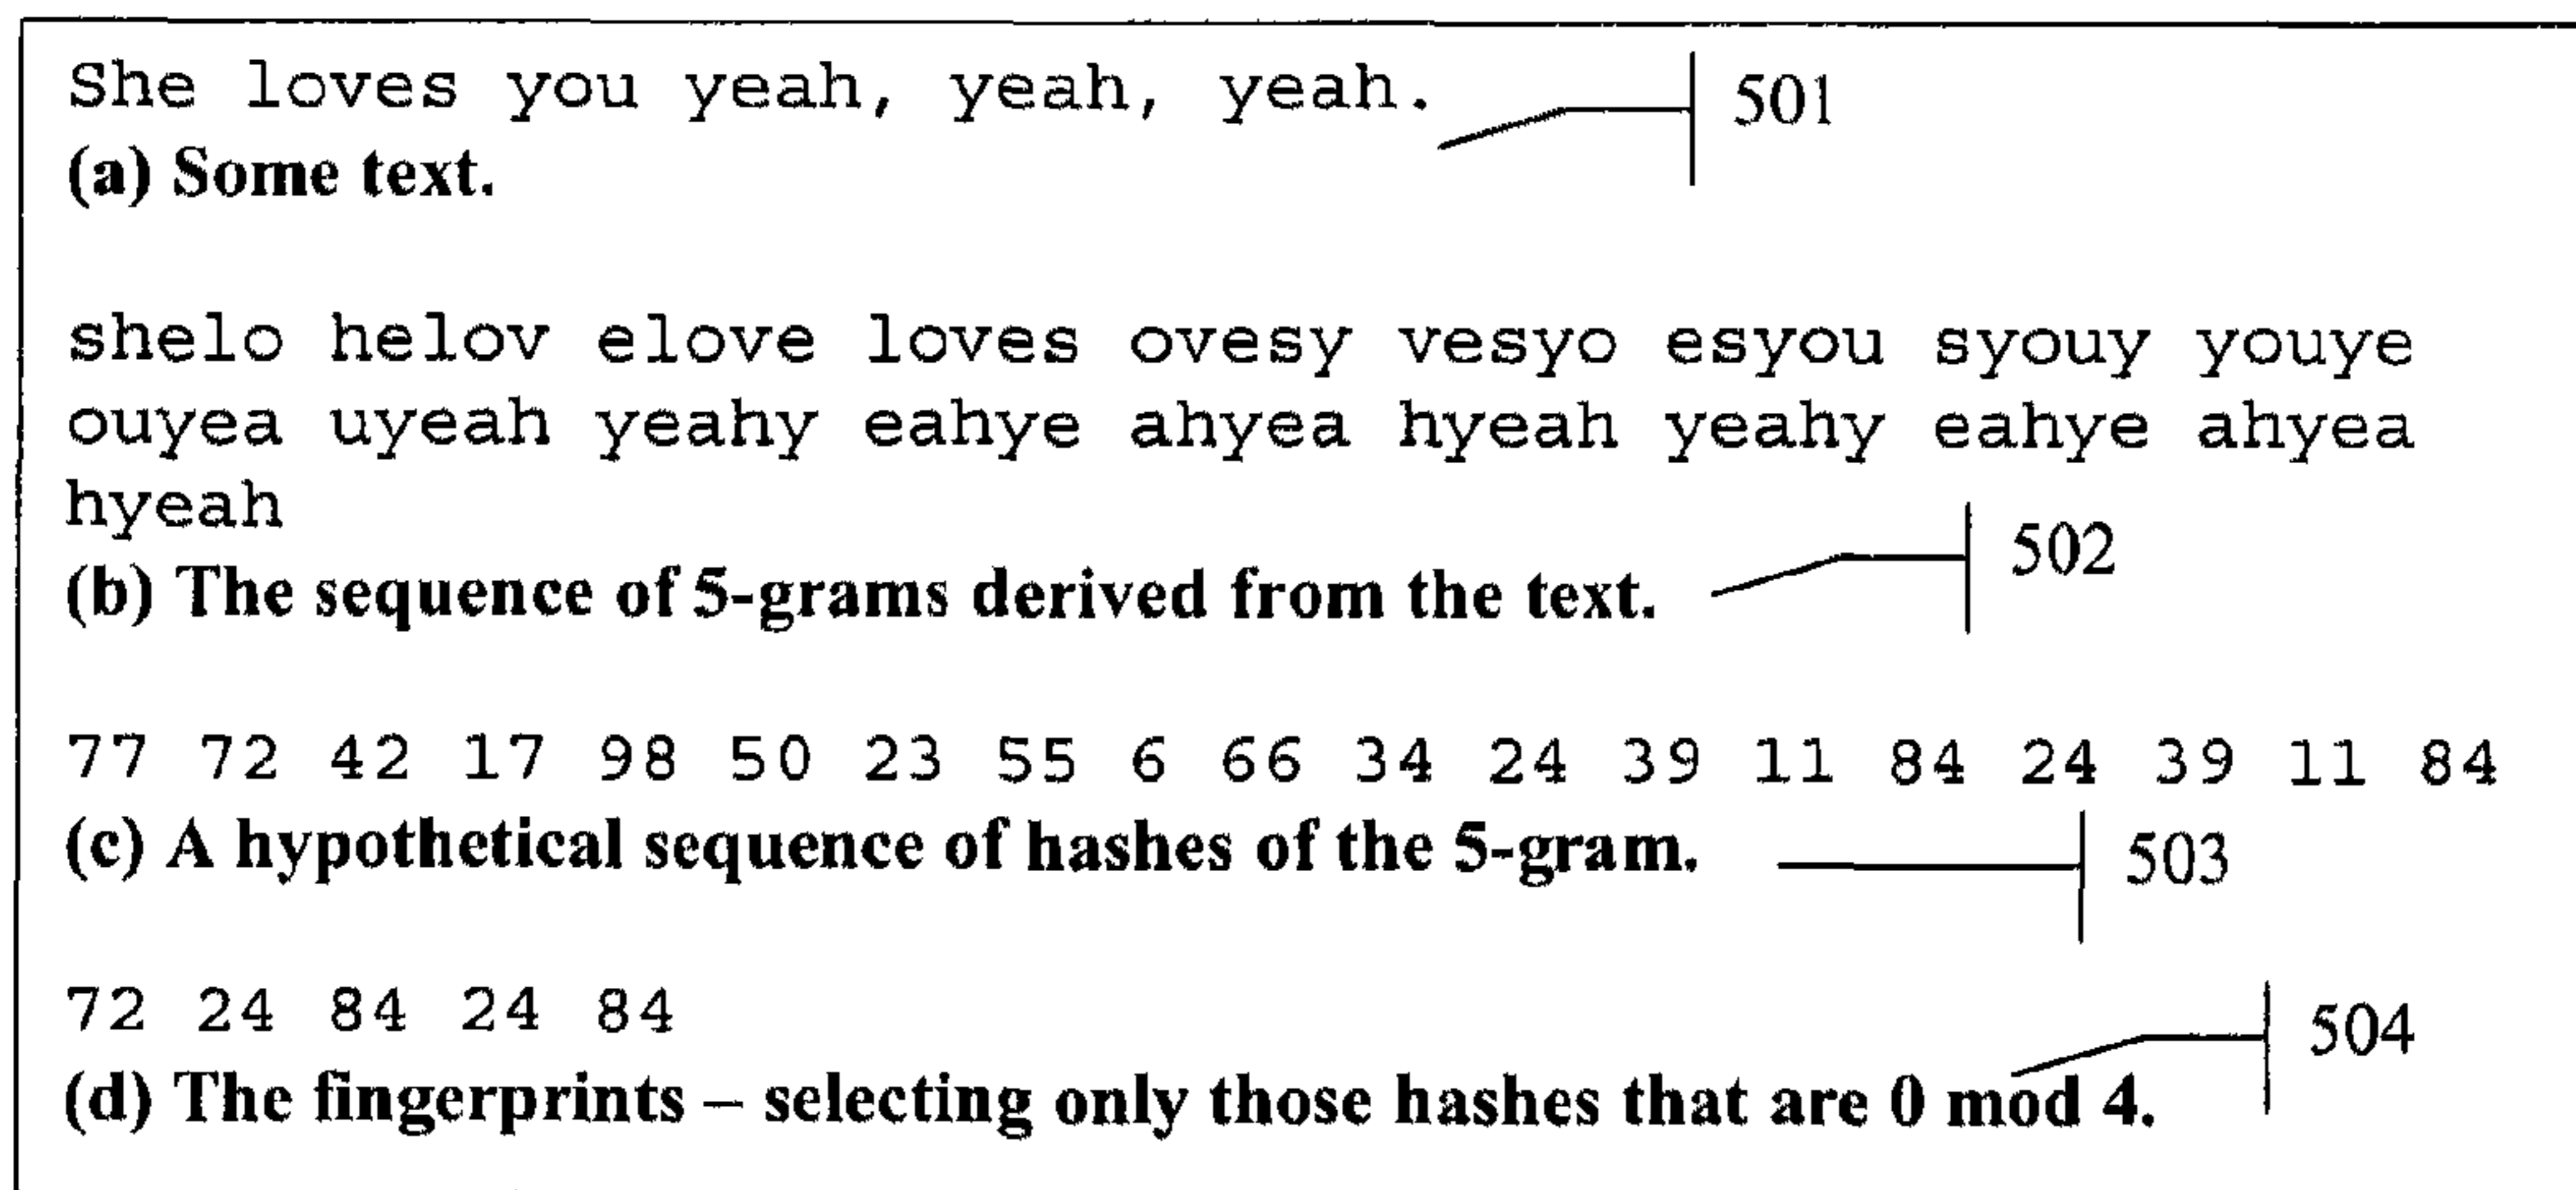 She loves you yeah, yeah, yeah. 501
(a) Some text.
shelo helov elove loves ovesy vesyo esyou syouy youye
ouyea uyeah yeahy eahye ahyea hyeah yeahy eahye ahyea
hyeah
502
(b) The sequence of 5-grams derived from the text.
77 72 42 17 98 50 23 55 6 66 34 24 39 11 84 24 39 11 84
(c) A hypothetical sequence of hashes of the 5-gram. 503
72 24 84 24 84
504
(d) The fingerprints – selecting only those hashes that are 0 mod 4.